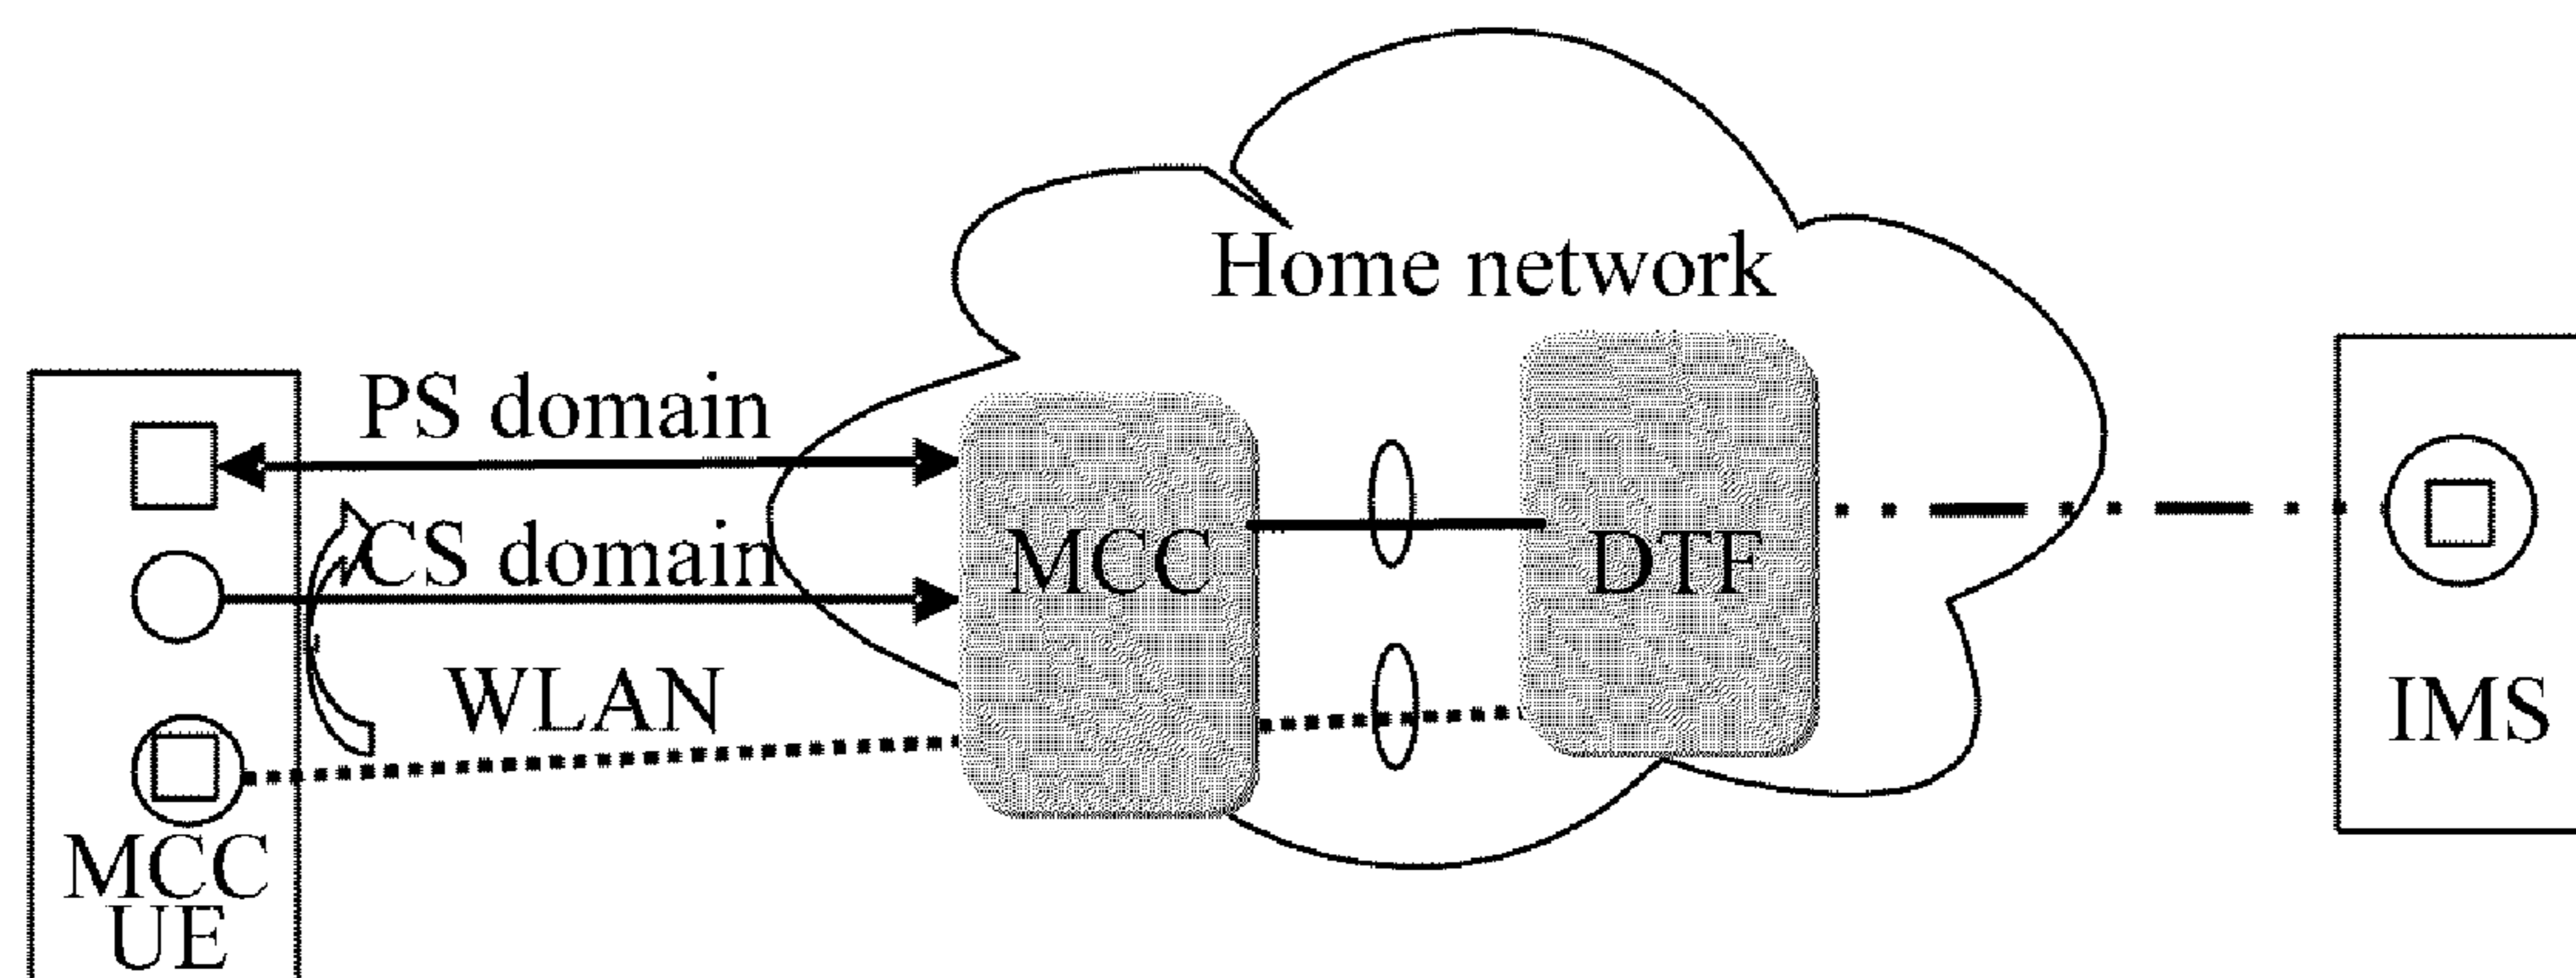 Home network
PS domain
CS domain
MCC
DTF
WLAN
IMS
MCC
UE